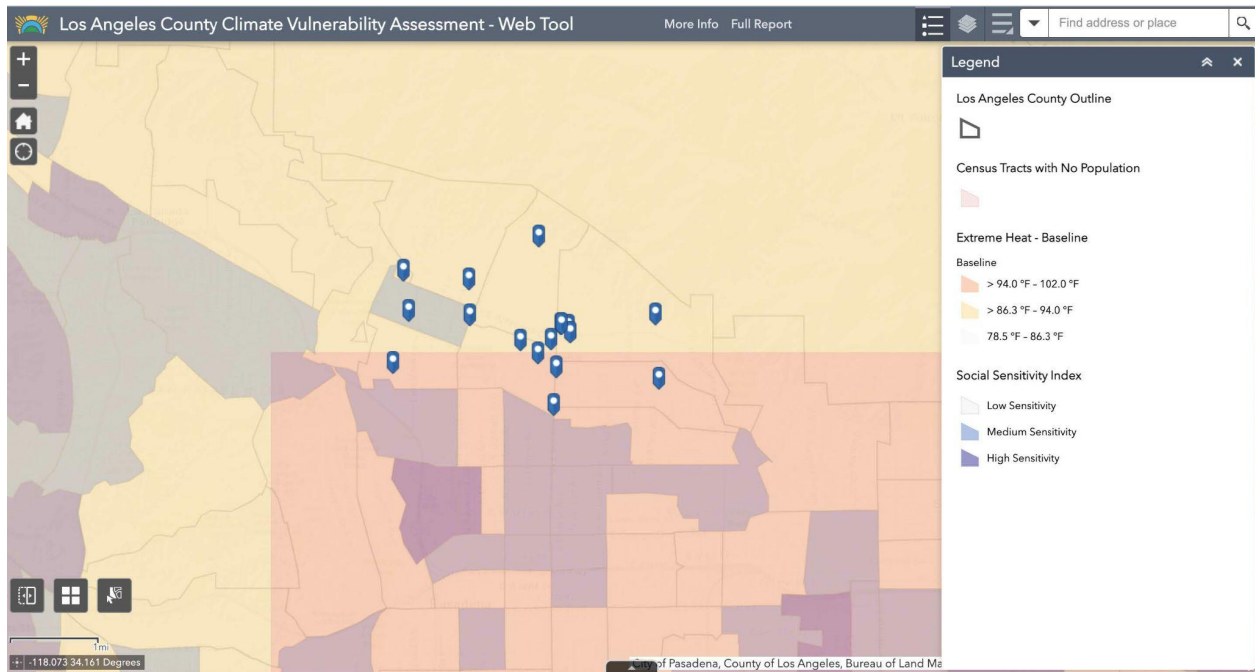 Los Angeles County Climate Vulnerability Assessment - Web Tool
More Info Full Report
Find address or place
Legend
Los Angeles County Outline
Census Tracts with No Population
Extreme Heat - Baseline
Baseline
> 94.0 °F – 102.0 °F
> 86.3 °F – 94.0 °F
78.5 °F – 86.3 °F
Social Sensitivity Index
Low Sensitivity
Medium Sensitivity
High Sensitivity
1mi
-118.073 34.161 Degrees
City of Pasadena, County of Los Angeles, Bureau of Land Ma